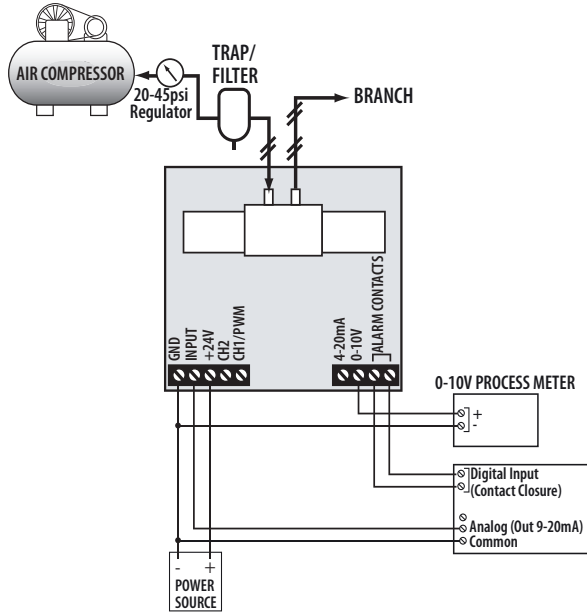 AIR COMPRESSOR
20-45psi
Regulator
TRAP/
FILTER
BRANCH
GND
INPUT
+24V
CH2
CH1/PWM
4-20mA
0-10V
ALARM CONTACTS
0-10V PROCESS METER
+
-
Digital Input
(Contact Closure)
Analog (Out 9-20mA)
Common
- +
POWER
SOURCE